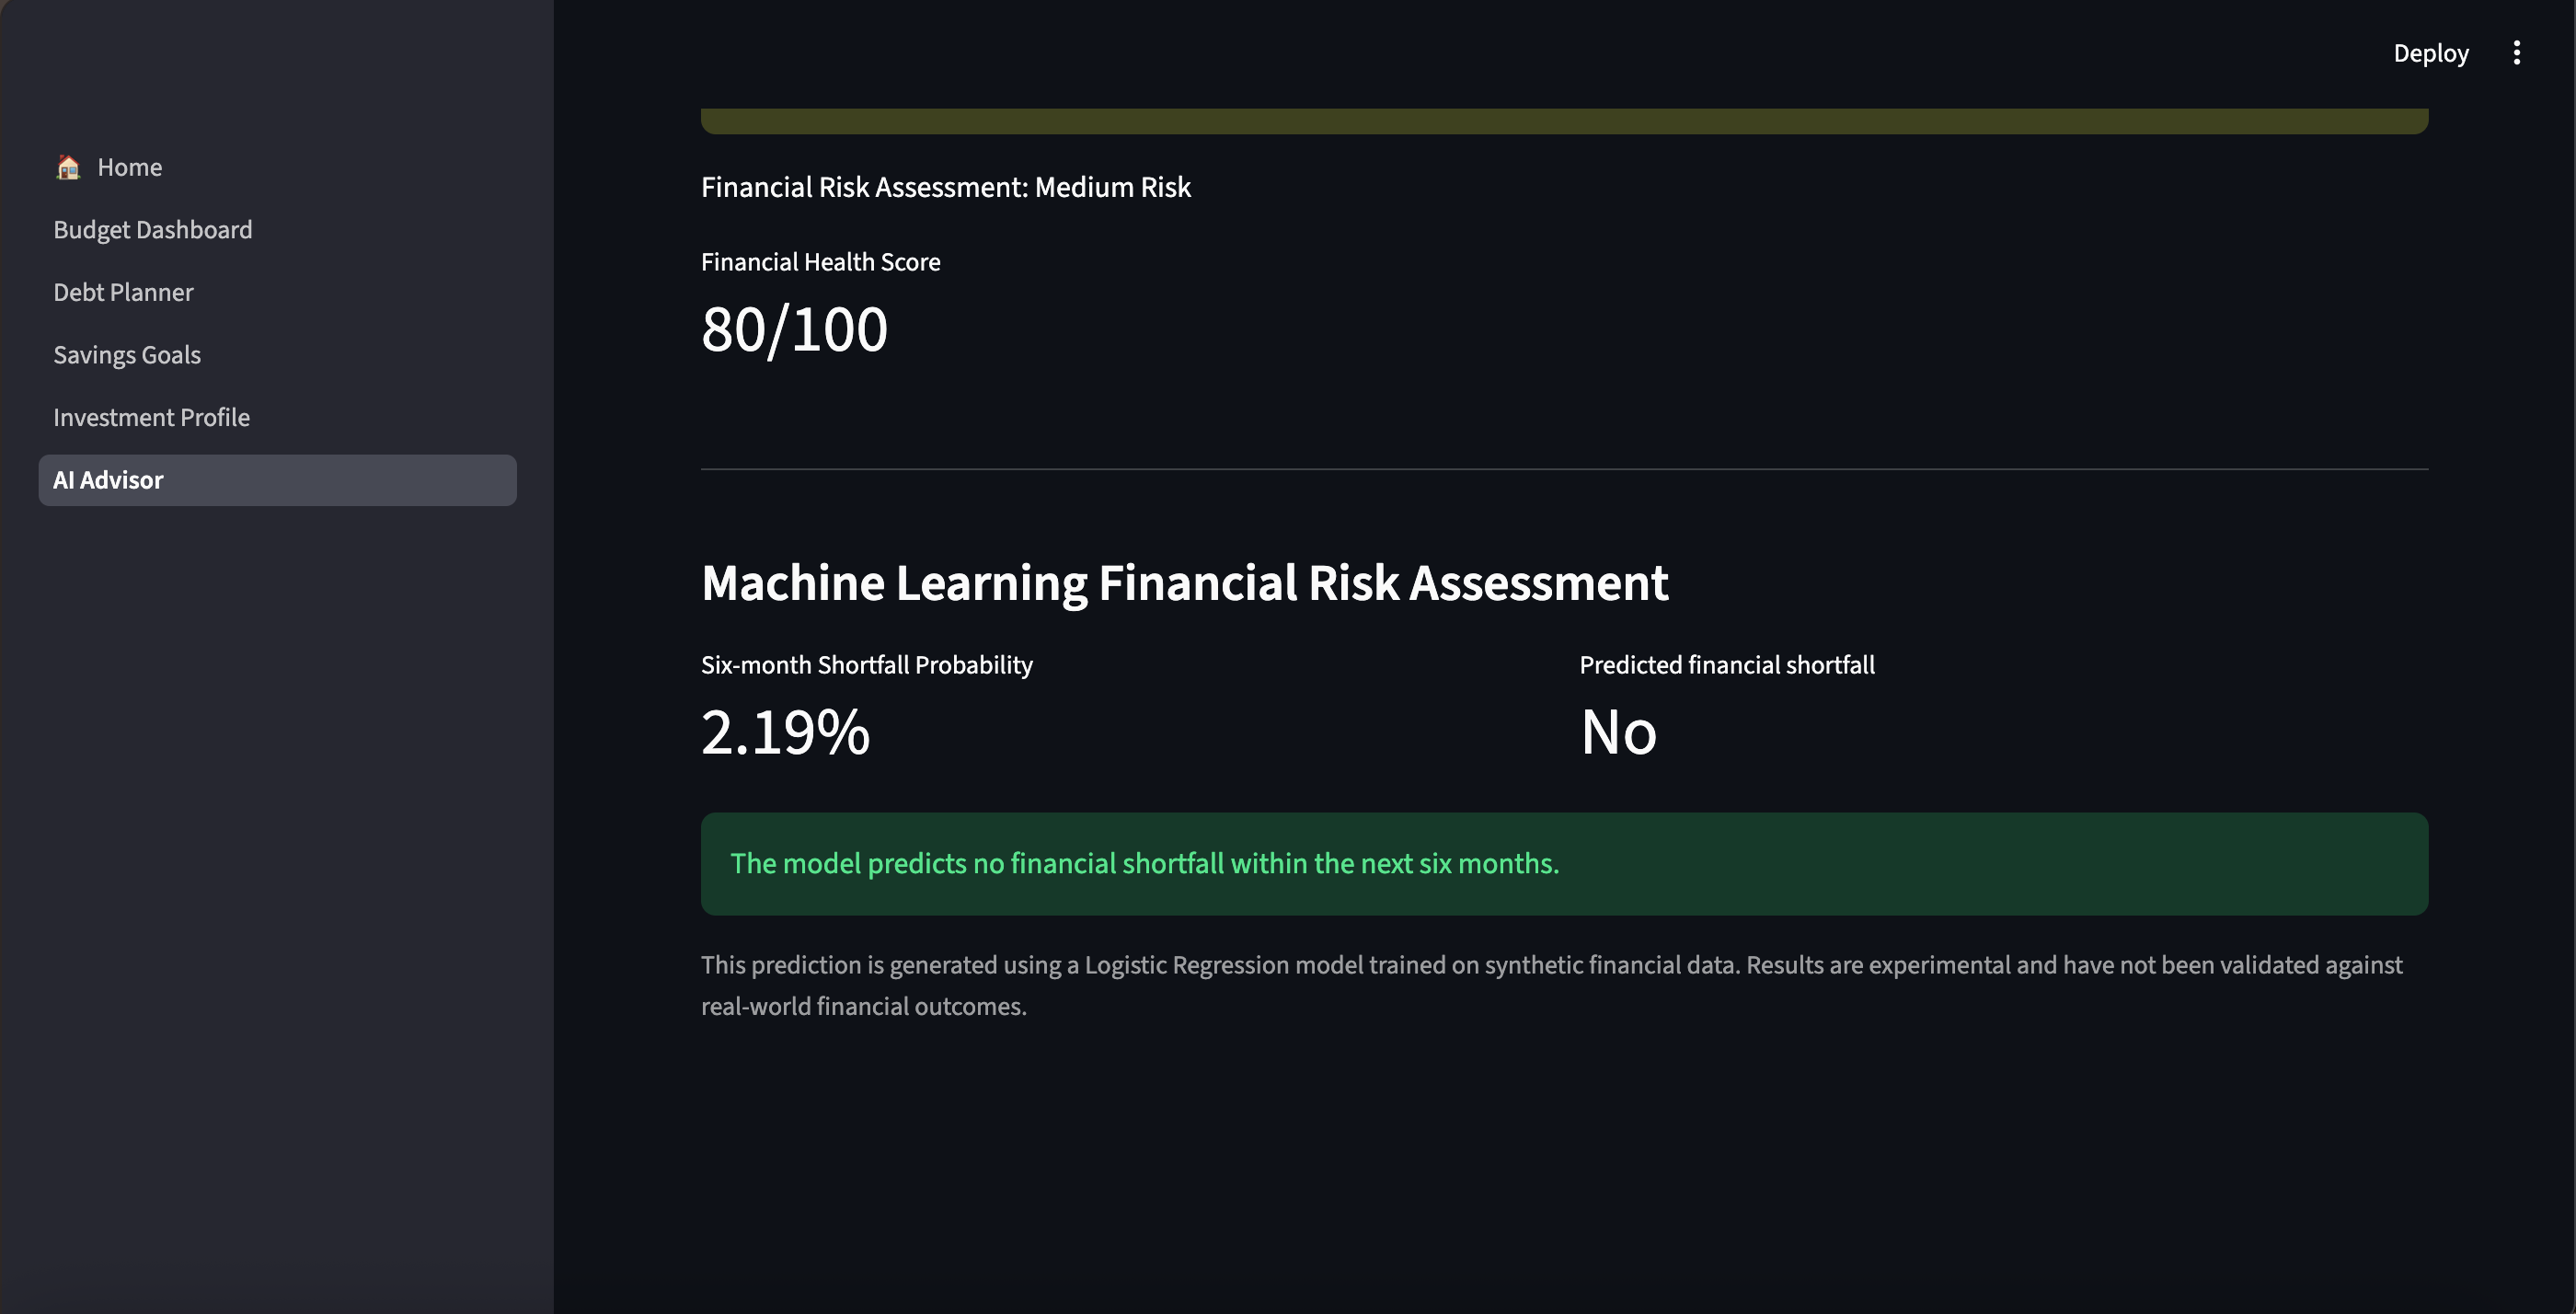 Deploy
Home
Budget Dashboard
Debt Planner
Savings Goals
Investment Profile
AI Advisor
Financial Risk Assessment: Medium Risk
Financial Health Score
80/100
Machine Learning Financial Risk Assessment
Six-month Shortfall Probability
2.19%
Predicted financial shortfall
No
The model predicts no financial shortfall within the next six months.
This prediction is generated using a Logistic Regression model trained on synthetic financial data. Results are experimental and have not been validated against
real-world financial outcomes.